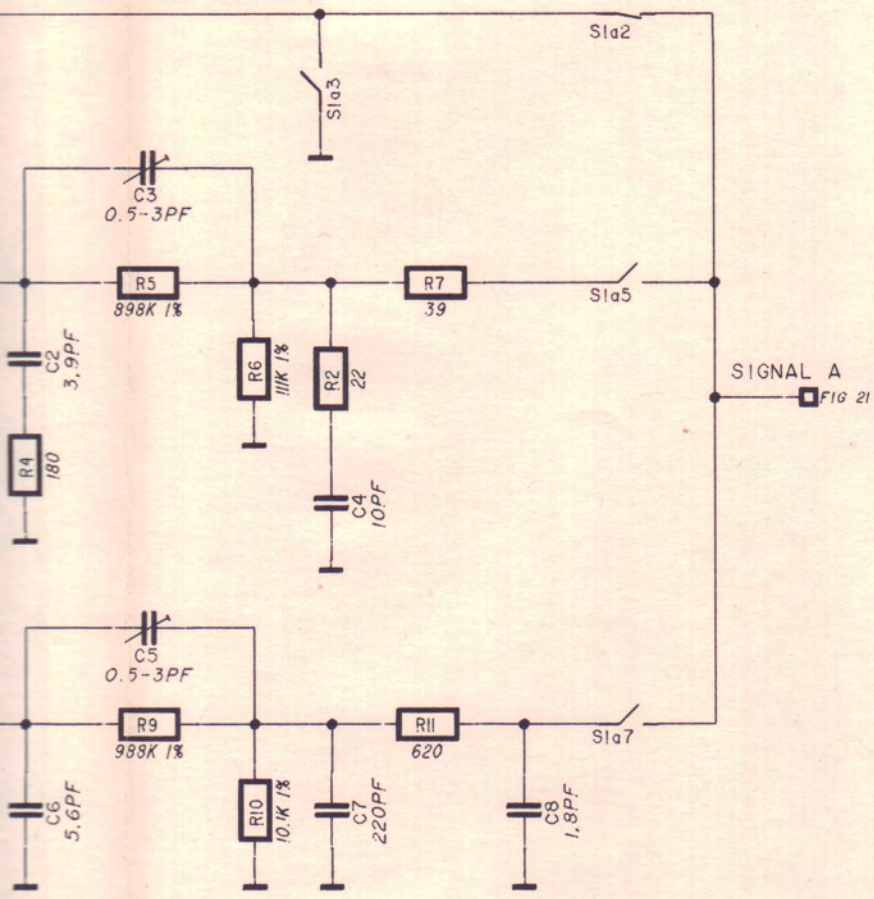 S1a2
S1a3
C3
0.5-3PF
R5
898K 1%
R7
39
S1a5
C2
3,9PF
R6
111K 1%
R2
22
SIGNAL A
FIG 21
R4
180
C4
10PF
C5
0.5-3PF
R9
988K 1%
R11
620
S1a7
C6
5,6PF
R10
10.1K 1%
C7
220PF
C8
1,8PF